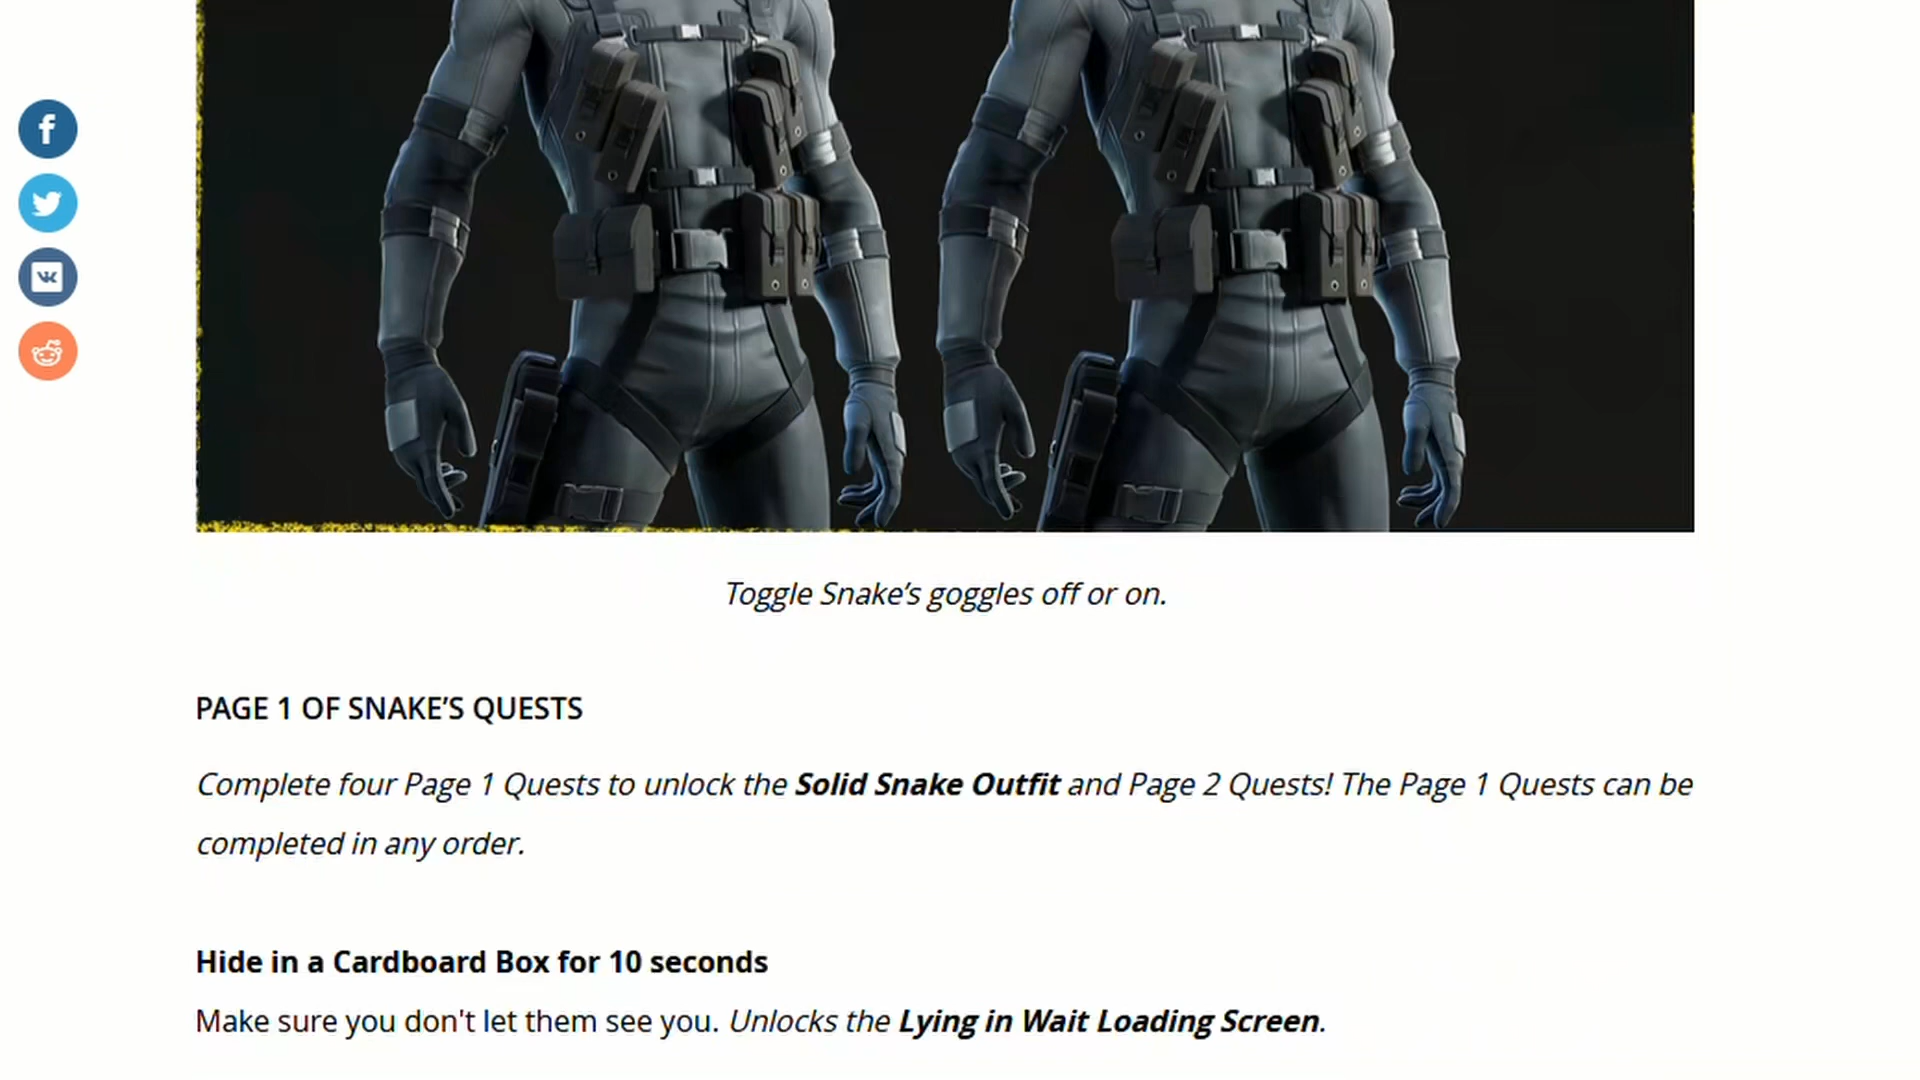 Toggle Snake’s goggles off or on.
PAGE 1 OF SNAKE’S QUESTS
Complete four Page 1 Quests to unlock the Solid Snake Outfit and Page 2 Quests! The Page 1 Quests can be
completed in any order.
Hide in a Cardboard Box for 10 seconds
Make sure you don't let them see you. Unlocks the Lying in Wait Loading Screen.